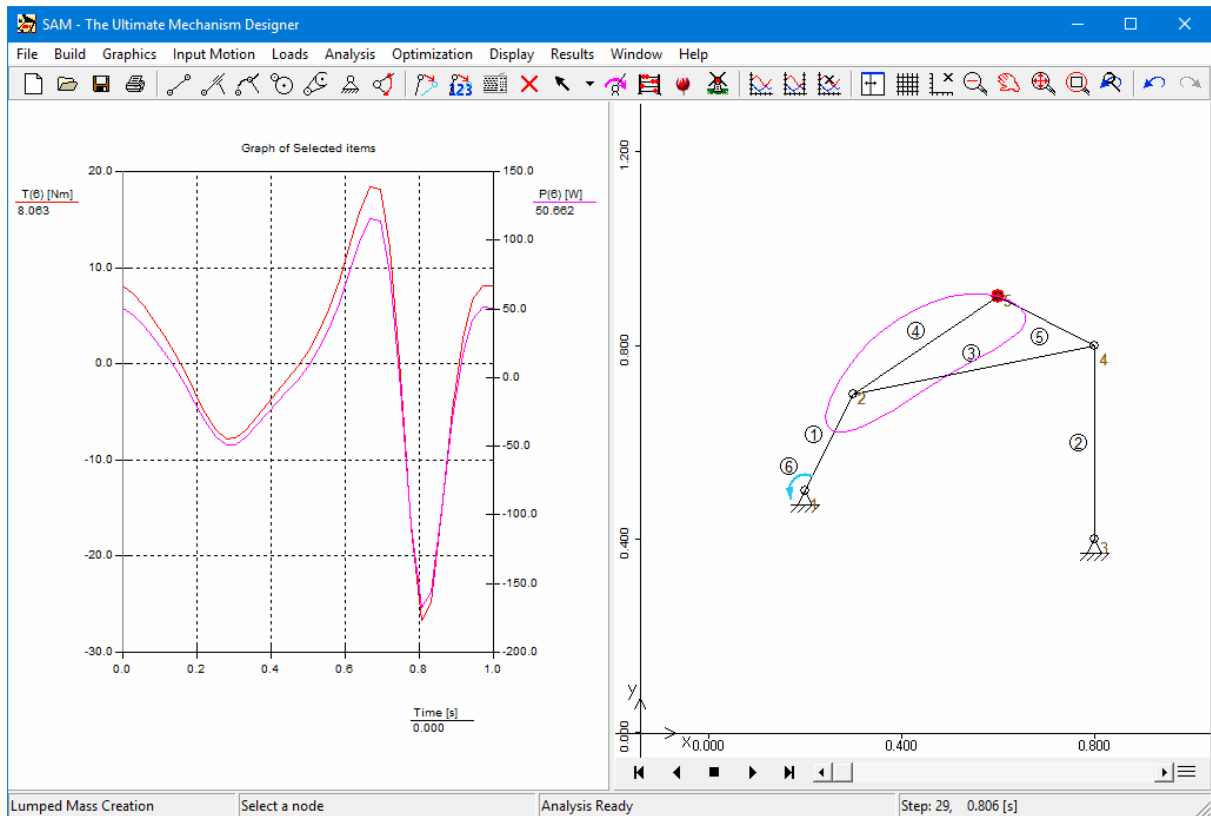 SAM - The Ultimate Mechanism Designer
File Build Graphics Input Motion Loads Analysis Optimization Display Results Window Help
123
Graph of Selected items
T(6) [Nm]
8.063
P(6) [W]
50.662
20.0
10.0
0.0
-10.0
-20.0
-30.0
150.0
100.0
50.0
0.0
-50.0
-100.0
-150.0
-200.0
0.0 0.2 0.4 0.6 0.8 1.0
Time [s]
0.000
1.200
0.800
0.400
0.000
y
x
0.000 0.400 0.800
5
4
5
3
4
2
1
2
6
1
3
Lumped Mass Creation
Select a node
Analysis Ready
Step: 29, 0.806 [s]